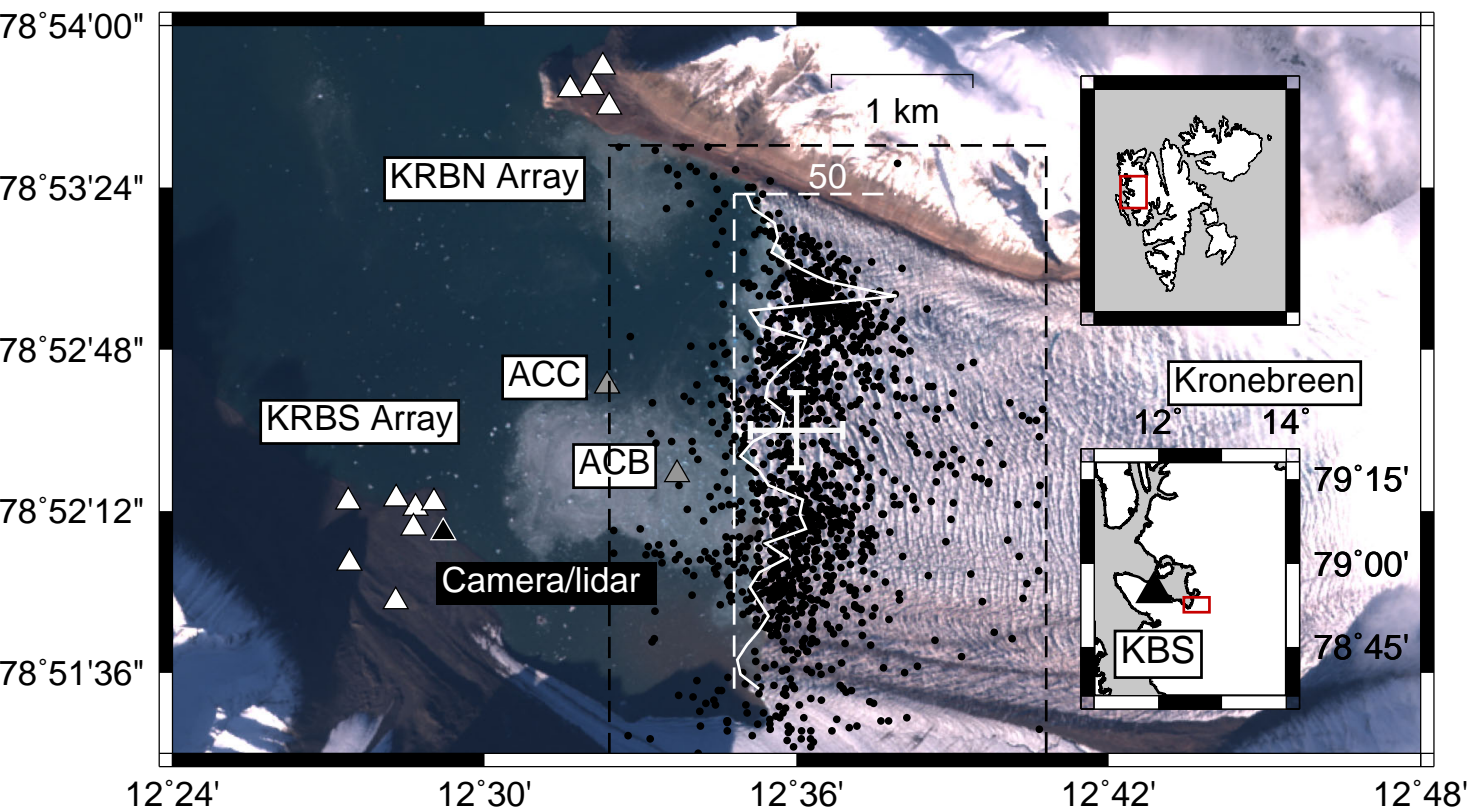 78˚54'00"
1 km
KRBN Array
50
78˚53'24"
78˚52'48"
ACC
Kronebreen
KRBS Array
12˚ 14˚
ACB
79˚15'
78˚52'12"
79˚00'
Camera/lidar
KBS
78˚45'
78˚51'36"
12˚24' 12˚30' 12˚36' 12˚42' 12˚48'